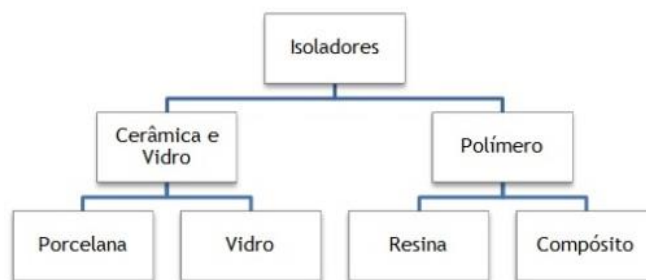 Isoladores
Cerâmica e
Vidro
Polímero
Porcelana
Vidro
Resina
Compósito